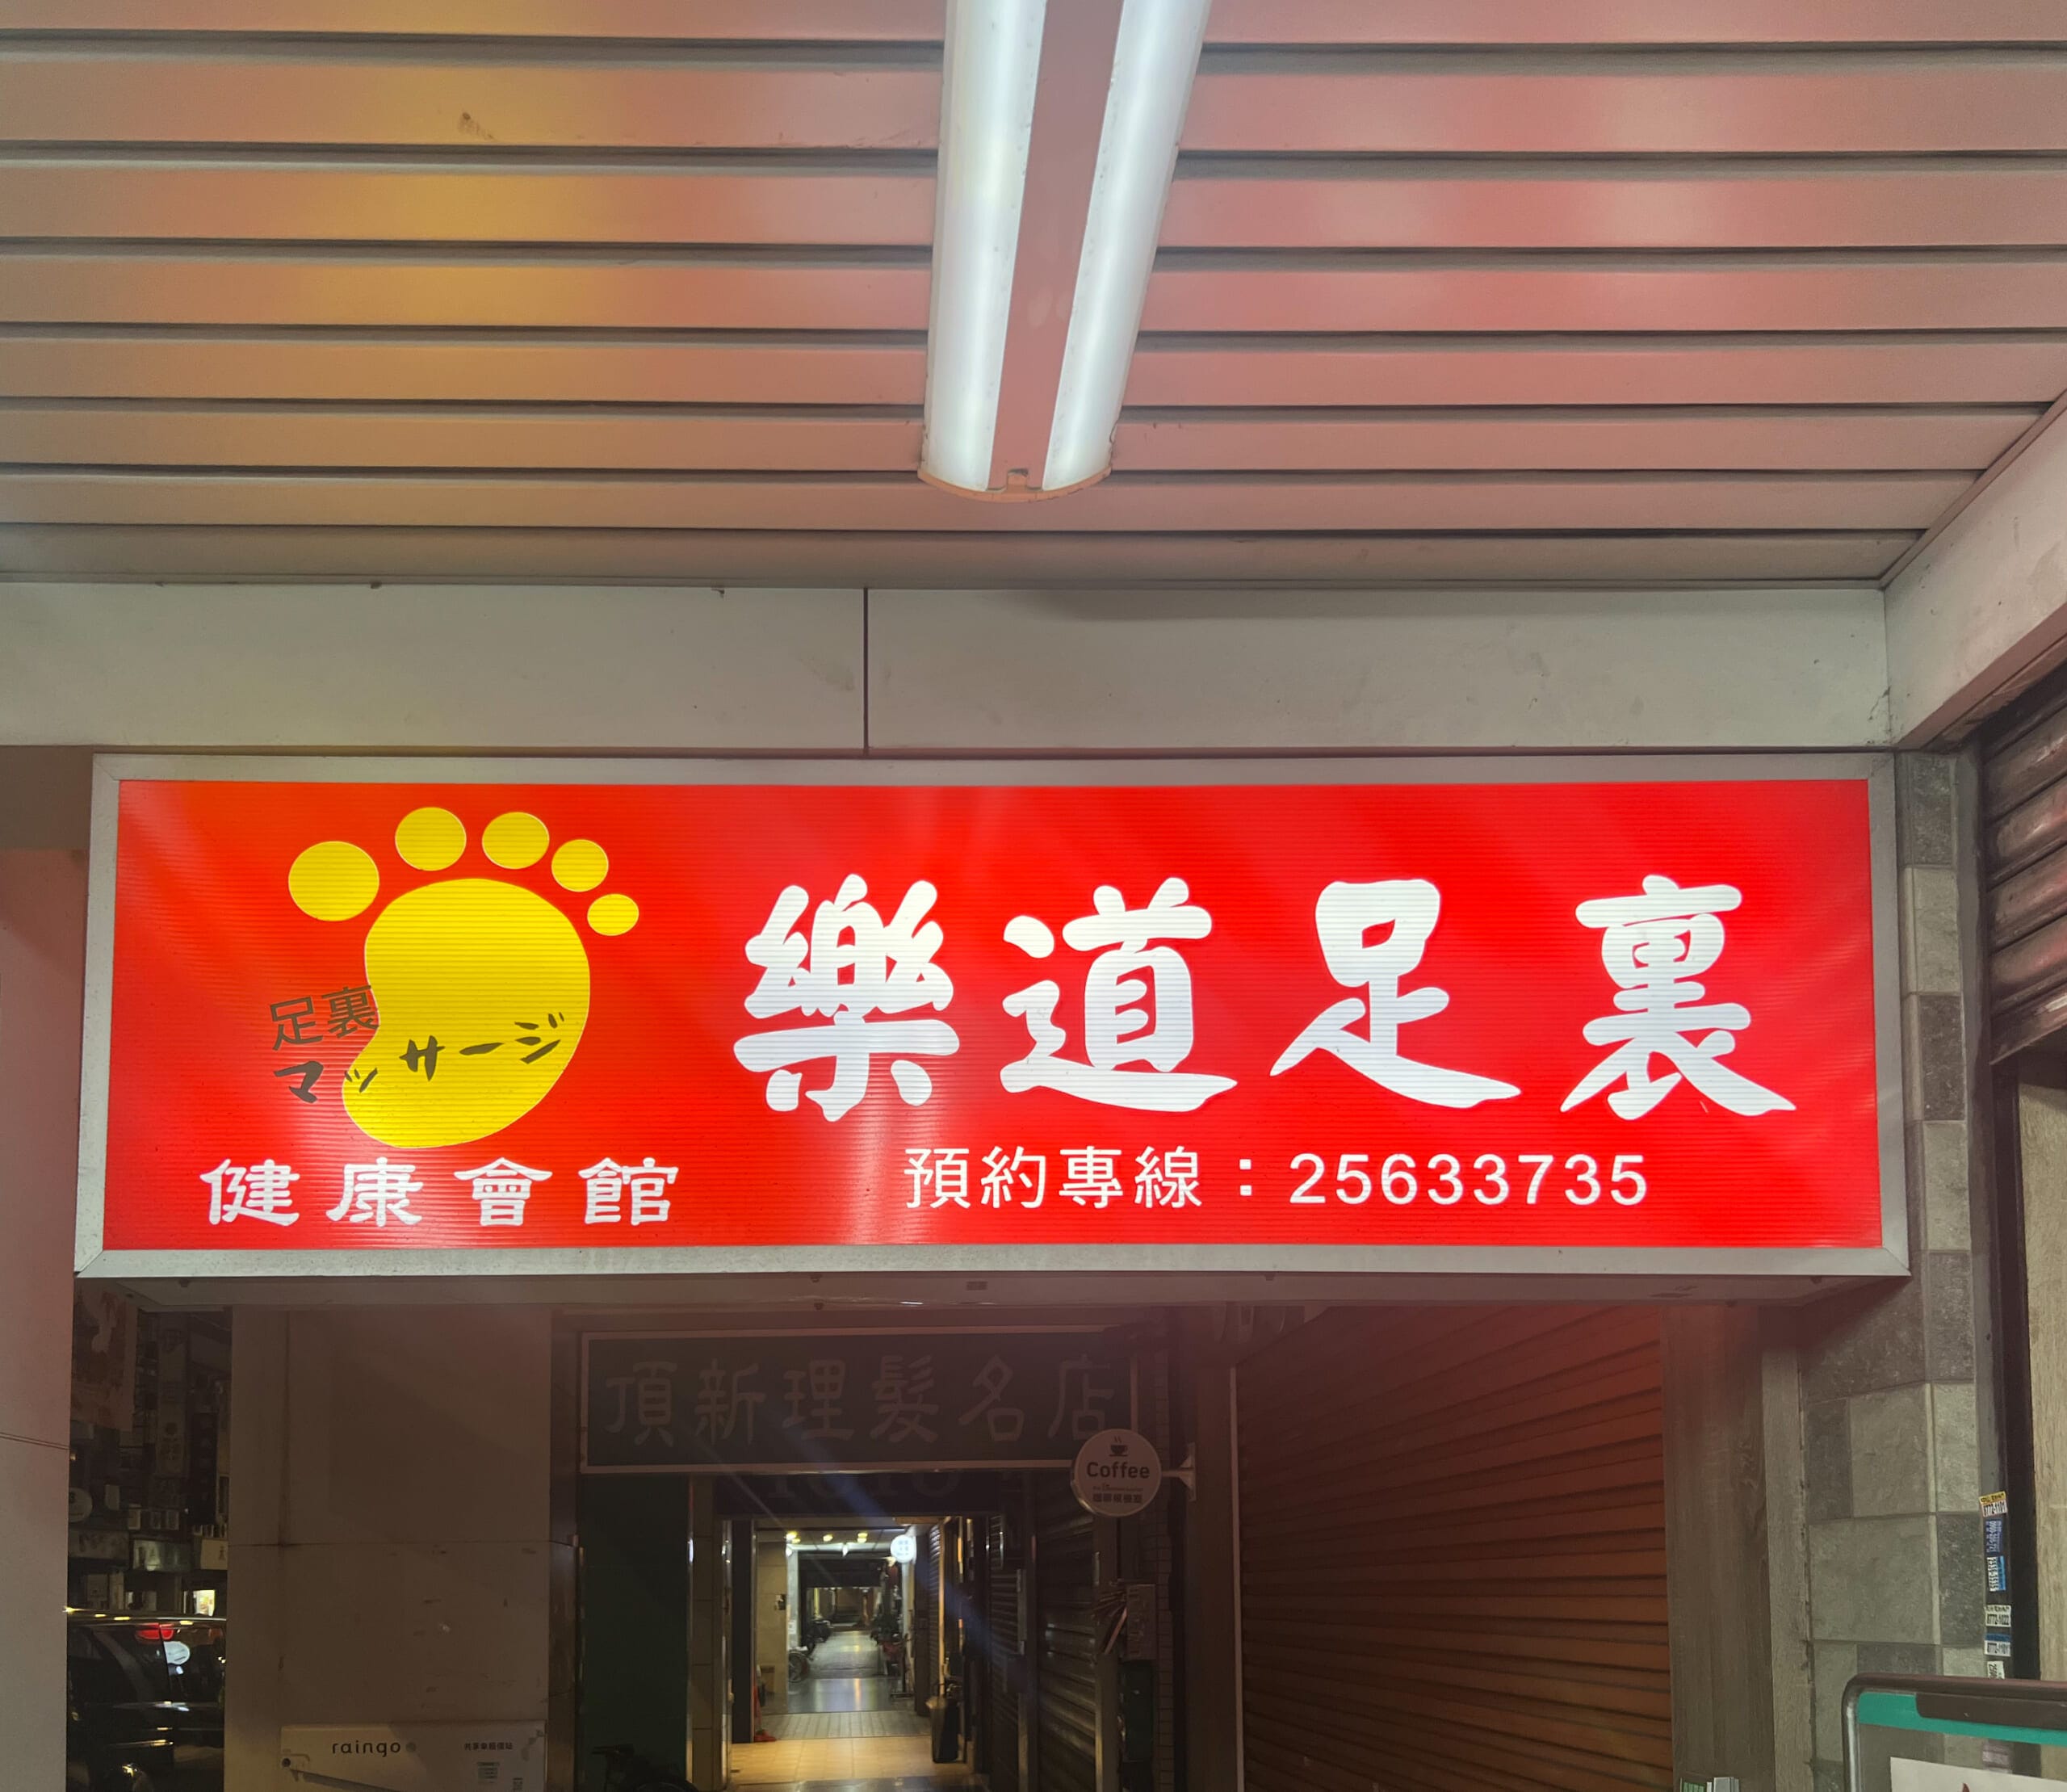 足裏
マッサージ
健康會館
樂道足裏
預約專線：25633735
頂新理髮名店
Coffee
raingo